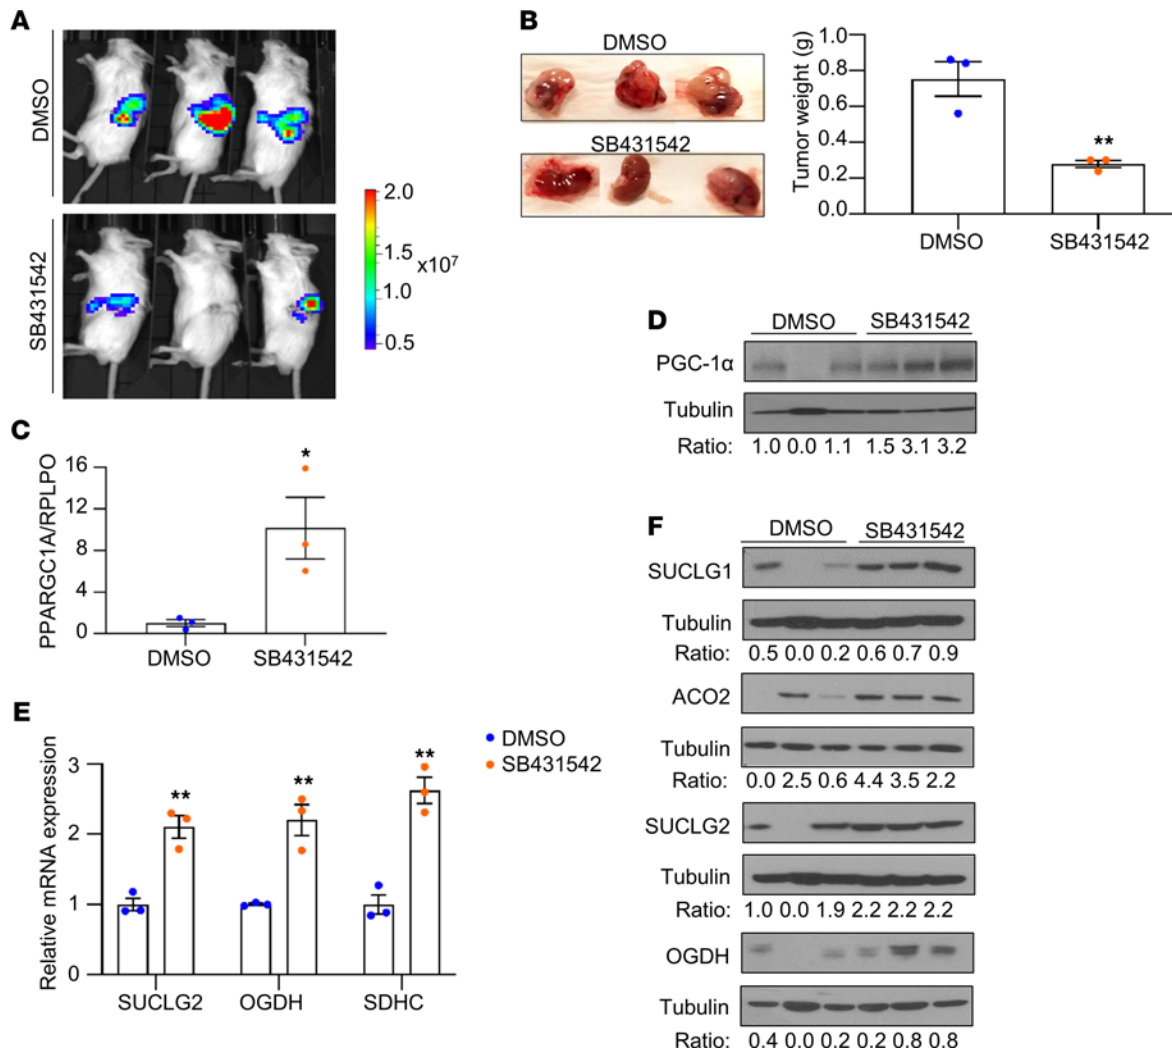 A
DMSO
SB431542
2.0
1.0
0.5
x10⁷
B
DMSO
SB431542
Tumor weight (g)
1.0
0.8
0.6
0.4
0.2
0.0
**
DMSO SB431542
C
PPARGC1A/RPLPO
16
12
8
4
0
*
DMSO SB431542
D
DMSO SB431542
PGC-1α
Tubulin
Ratio: 1.0 0.0 1.1 1.5 3.1 3.2
E
Relative mRNA expression
3
2
1
0
** ** **
DMSO
SB431542
SUCLG2 OGDH SDHC
F
DMSO SB431542
SUCLG1
Tubulin
Ratio: 0.5 0.0 0.2 0.6 0.7 0.9
ACO2
Tubulin
Ratio: 0.0 2.5 0.6 4.4 3.5 2.2
SUCLG2
Tubulin
Ratio: 1.0 0.0 1.9 2.2 2.2 2.2
OGDH
Tubulin
Ratio: 0.4 0.0 0.2 0.2 0.8 0.8